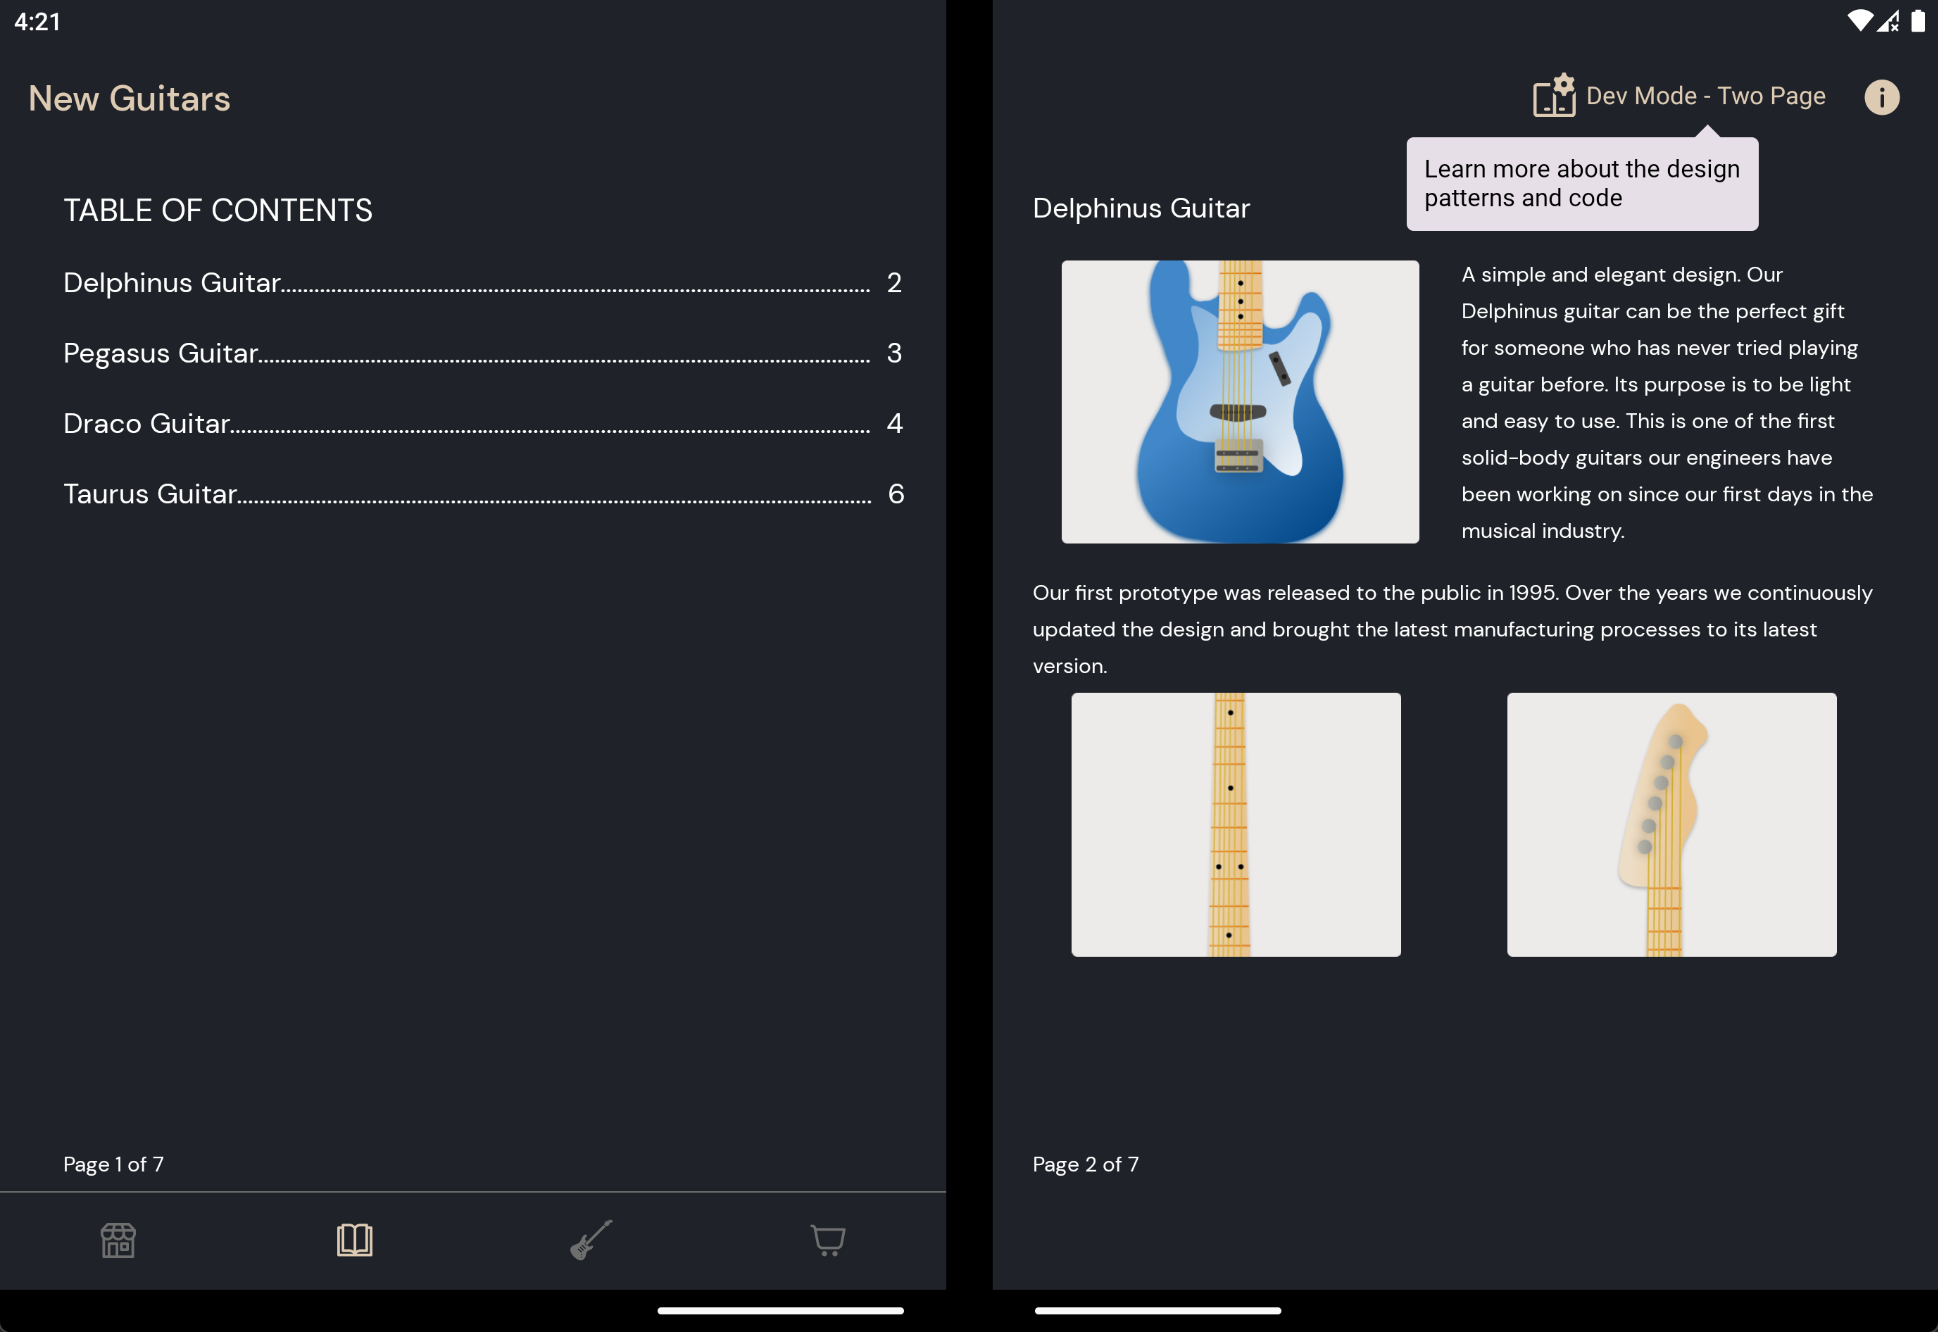 4:21
New Guitars
TABLE OF CONTENTS
Delphinus Guitar........................................................................................................ 2
Pegasus Guitar............................................................................................................ 3
Draco Guitar................................................................................................................. 4
Taurus Guitar................................................................................................................ 6
Page 1 of 7
Dev Mode - Two Page
Learn more about the design
patterns and code
Delphinus Guitar
A simple and elegant design. Our
Delphinus guitar can be the perfect gift
for someone who has never tried playing
a guitar before. Its purpose is to be light
and easy to use. This is one of the first
solid-body guitars our engineers have
been working on since our first days in the
musical industry.
Our first prototype was released to the public in 1995. Over the years we continuously
updated the design and brought the latest manufacturing processes to its latest
version.
Page 2 of 7